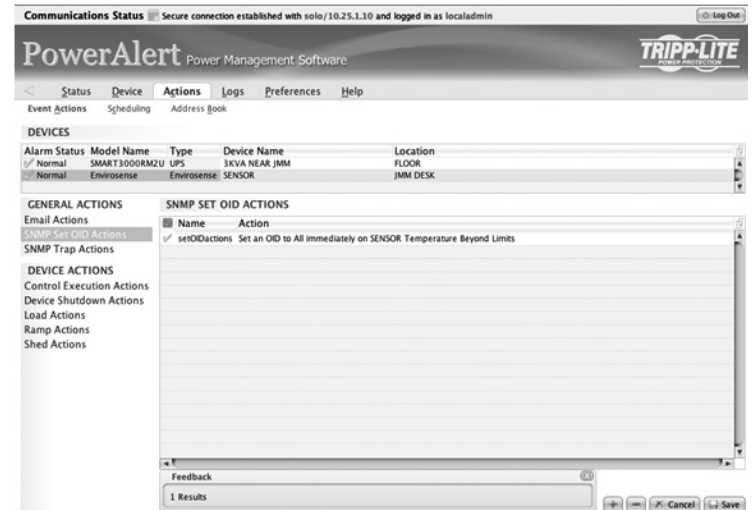 Communications Status Secure connection established with solo/10.25.1.10 and logged in as localadmin Log Out
PowerAlert Power Management Software
TRIPP·LITE
POWER PROTECTION
Status Device Actions Logs Preferences Help
Event Actions Scheduling Address Book
DEVICES
Alarm Status Model Name Type Device Name Location
Normal SMART3000RM2U UPS 3KVA NEAR JMM FLOOR
Normal Envirosense Envirosense SENSOR JMM DESK
GENERAL ACTIONS
Email Actions
SNMP Set OID Actions
SNMP Trap Actions
DEVICE ACTIONS
Control Execution Actions
Device Shutdown Actions
Load Actions
Ramp Actions
Shed Actions
SNMP SET OID ACTIONS
Name Action
setOIDactions Set an OID to All immediately on SENSOR Temperature Beyond Limits
Feedback
1 Results
Cancel Save